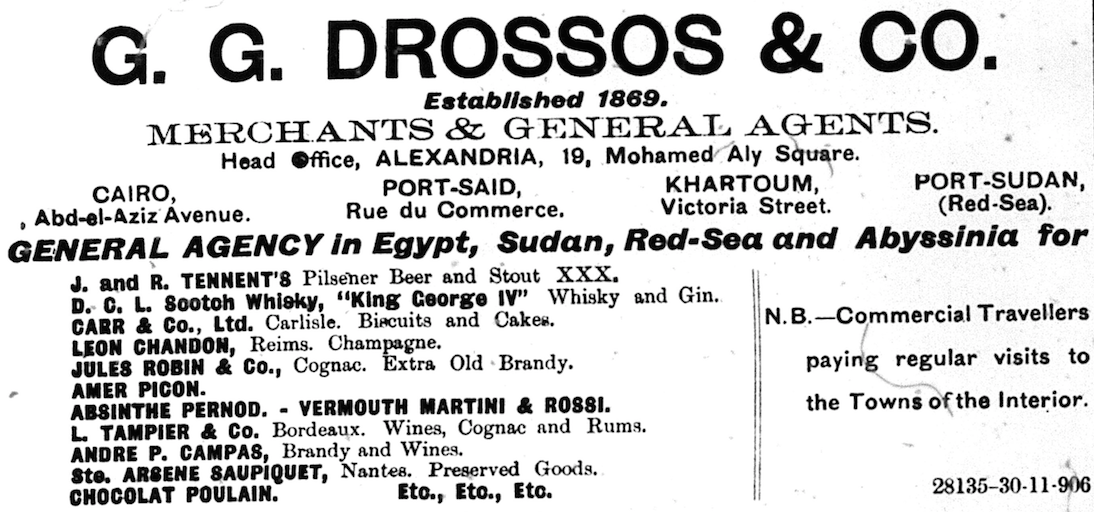 G. G. DROSSOS & CO.
Established 1869.
MERCHANTS & GENERAL AGENTS.
Head Office, ALEXANDRIA, 19, Mohamed Aly Square.
CAIRO, PORT-SAID, KHARTOUM, PORT-SUDAN,
, Abd-el-Aziz Avenue. Rue du Commerce. Victoria Street. (Red-Sea).
GENERAL AGENCY in Egypt, Sudan, Red-Sea and Abyssinia for
J. and R. TENNENT'S Pilsener Beer and Stout XXX.
D. C. L. Scotch Whisky, "King George IV" Whisky and Gin.
CARR & Co., Ltd. Carlisle. Biscuits and Cakes.
LEON CHANDON, Reims. Champagne.
JULES ROBIN & Co., Cognac. Extra Old Brandy.
AMER PICON.
ABSINTHE PERNOD. - VERMOUTH MARTINI & ROSSI.
L. TAMPIER & Co. Bordeaux. Wines, Cognac and Rums.
ANDRE P. CAMPAS, Brandy and Wines.
Ste. ARSENE SAUPIQUET, Nantes. Preserved Goods.
CHOCOLAT POULAIN. Etc., Etc., Etc.
N.B.—Commercial Travellers
paying regular visits to
the Towns of the Interior.
28135-30-11-906